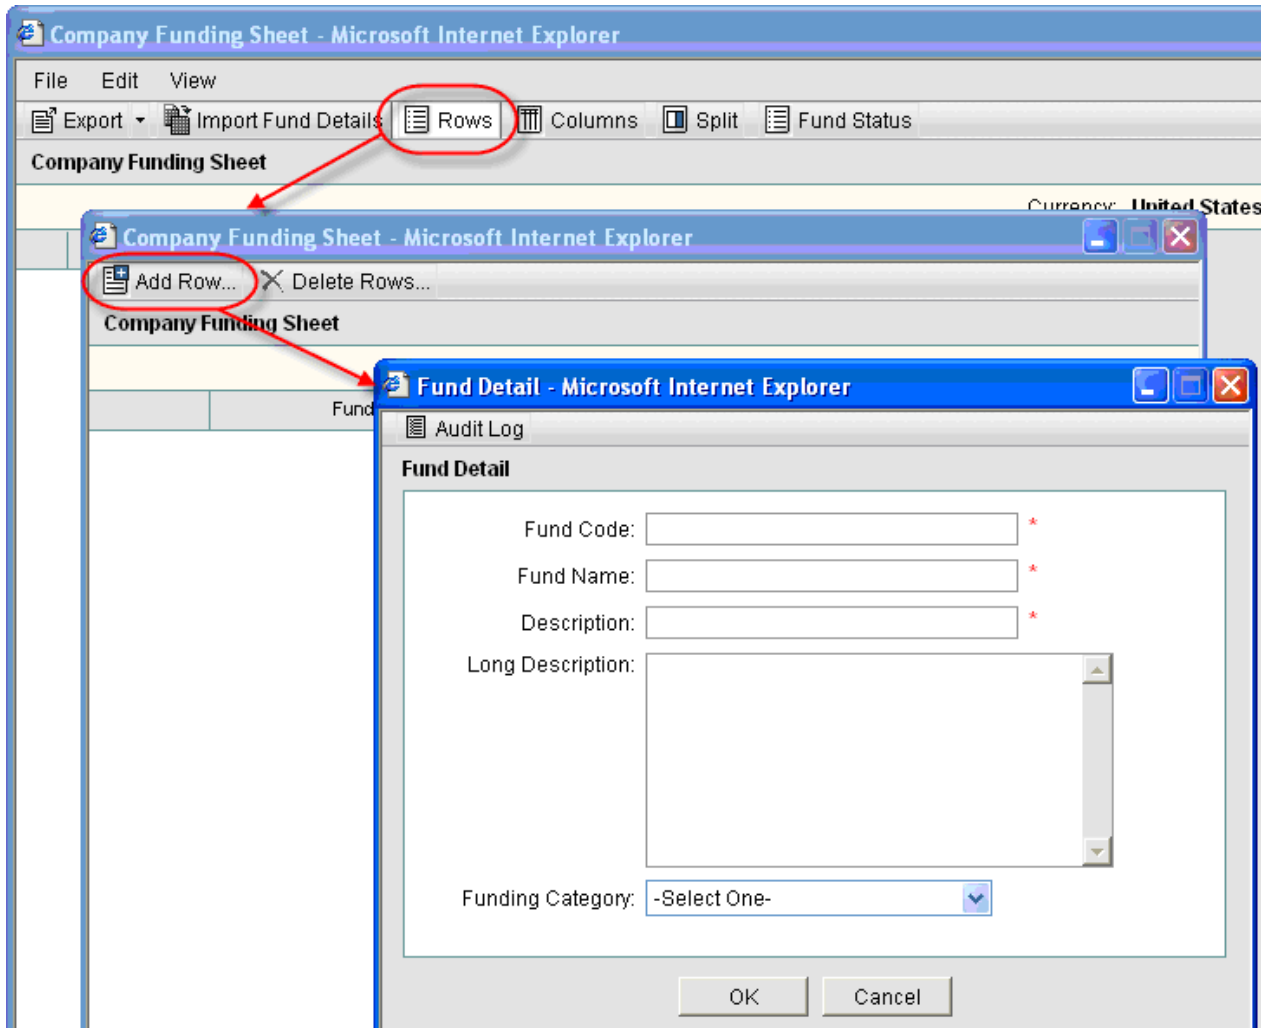 Company Funding Sheet - Microsoft Internet Explorer
File Edit View
Export Import Fund Details Rows Columns Split Fund Status
Company Funding Sheet
Currency: United States
Company Funding Sheet - Microsoft Internet Explorer
Add Row... Delete Rows...
Company Funding Sheet
Fund
Fund Detail - Microsoft Internet Explorer
Audit Log
Fund Detail
Fund Code: *
Fund Name: *
Description: *
Long Description:
Funding Category: -Select One-
OK Cancel